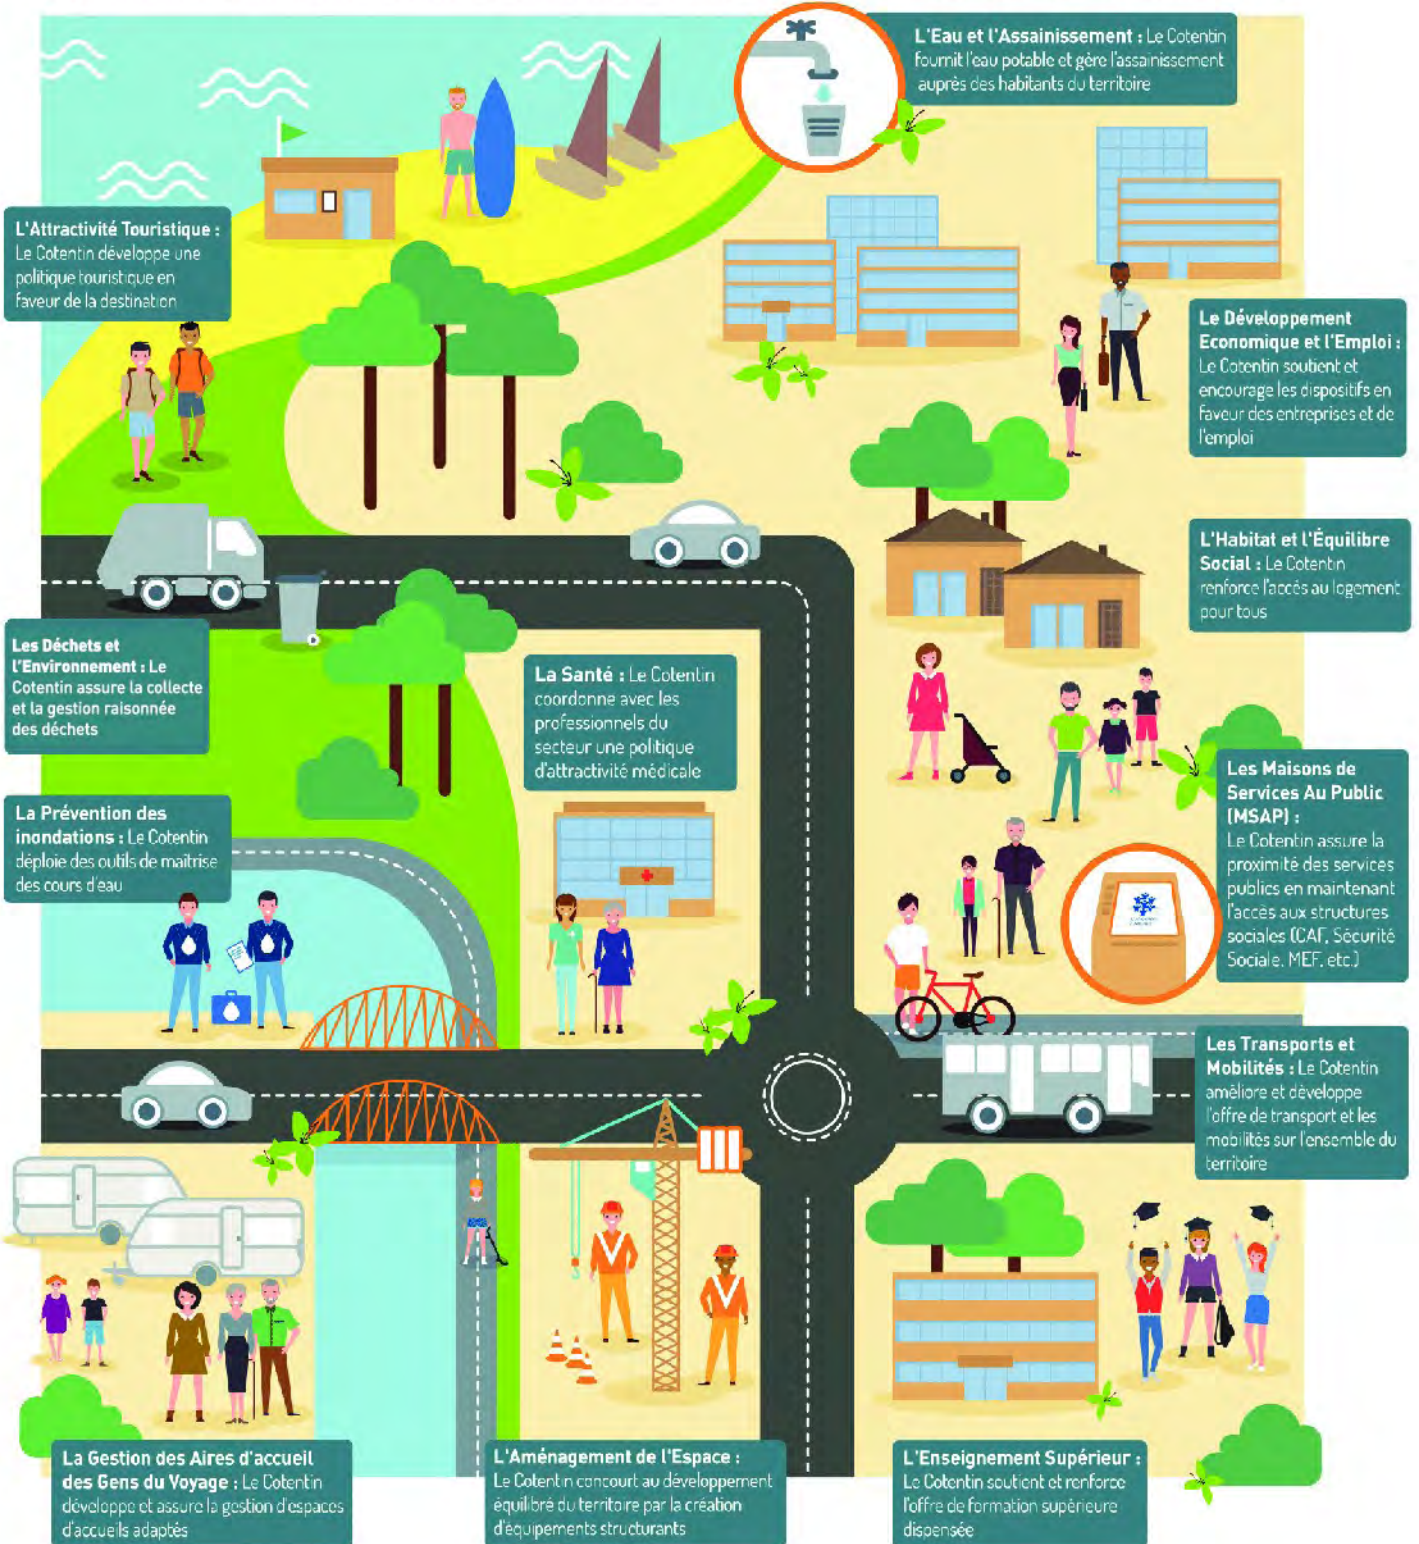 L'Eau et l'Assainissement : Le Cotentin
fournit l'eau potable et gère l'assainissement
auprès des habitants du territoire
L'Attractivité Touristique :
Le Cotentin développe une
politique touristique en
faveur de la destination
Le Développement
Economique et l'Emploi :
Le Cotentin soutient et
encourage les dispositifs en
faveur des entreprises et de
l'emploi
L'Habitat et l'Équilibre
Social : Le Cotentin
renforce l'accès au logement
pour tous
Les Déchets et
l'Environnement : Le
Cotentin assure la collecte
et la gestion raisonnée
des déchets
La Santé : Le Cotentin
coordonne avec les
professionnels du
secteur une politique
d'attractivité médicale
Les Maisons de
Services Au Public
(MSAP) :
Le Cotentin assure la
proximité des services
publics en maintenant
l'accès aux structures
sociales (CAF, Sécurité
Sociale, MEF, etc.)
La Prévention des
inondations : Le Cotentin
déploie des outils de maîtrise
des cours d'eau
Les Transports et
Mobilités : Le Cotentin
améliore et développe
l'offre de transport et les
mobilités sur l'ensemble du
territoire
La Gestion des Aires d'accueil
des Gens du Voyage : Le Cotentin
développe et assure la gestion d'espaces
d'accueils adaptés
L'Aménagement de l'Espace :
Le Cotentin concourt au développement
équilibré du territoire par la création
d'équipements structurants
L'Enseignement Supérieur :
Le Cotentin soutient et renforce
l'offre de formation supérieure
dispensée